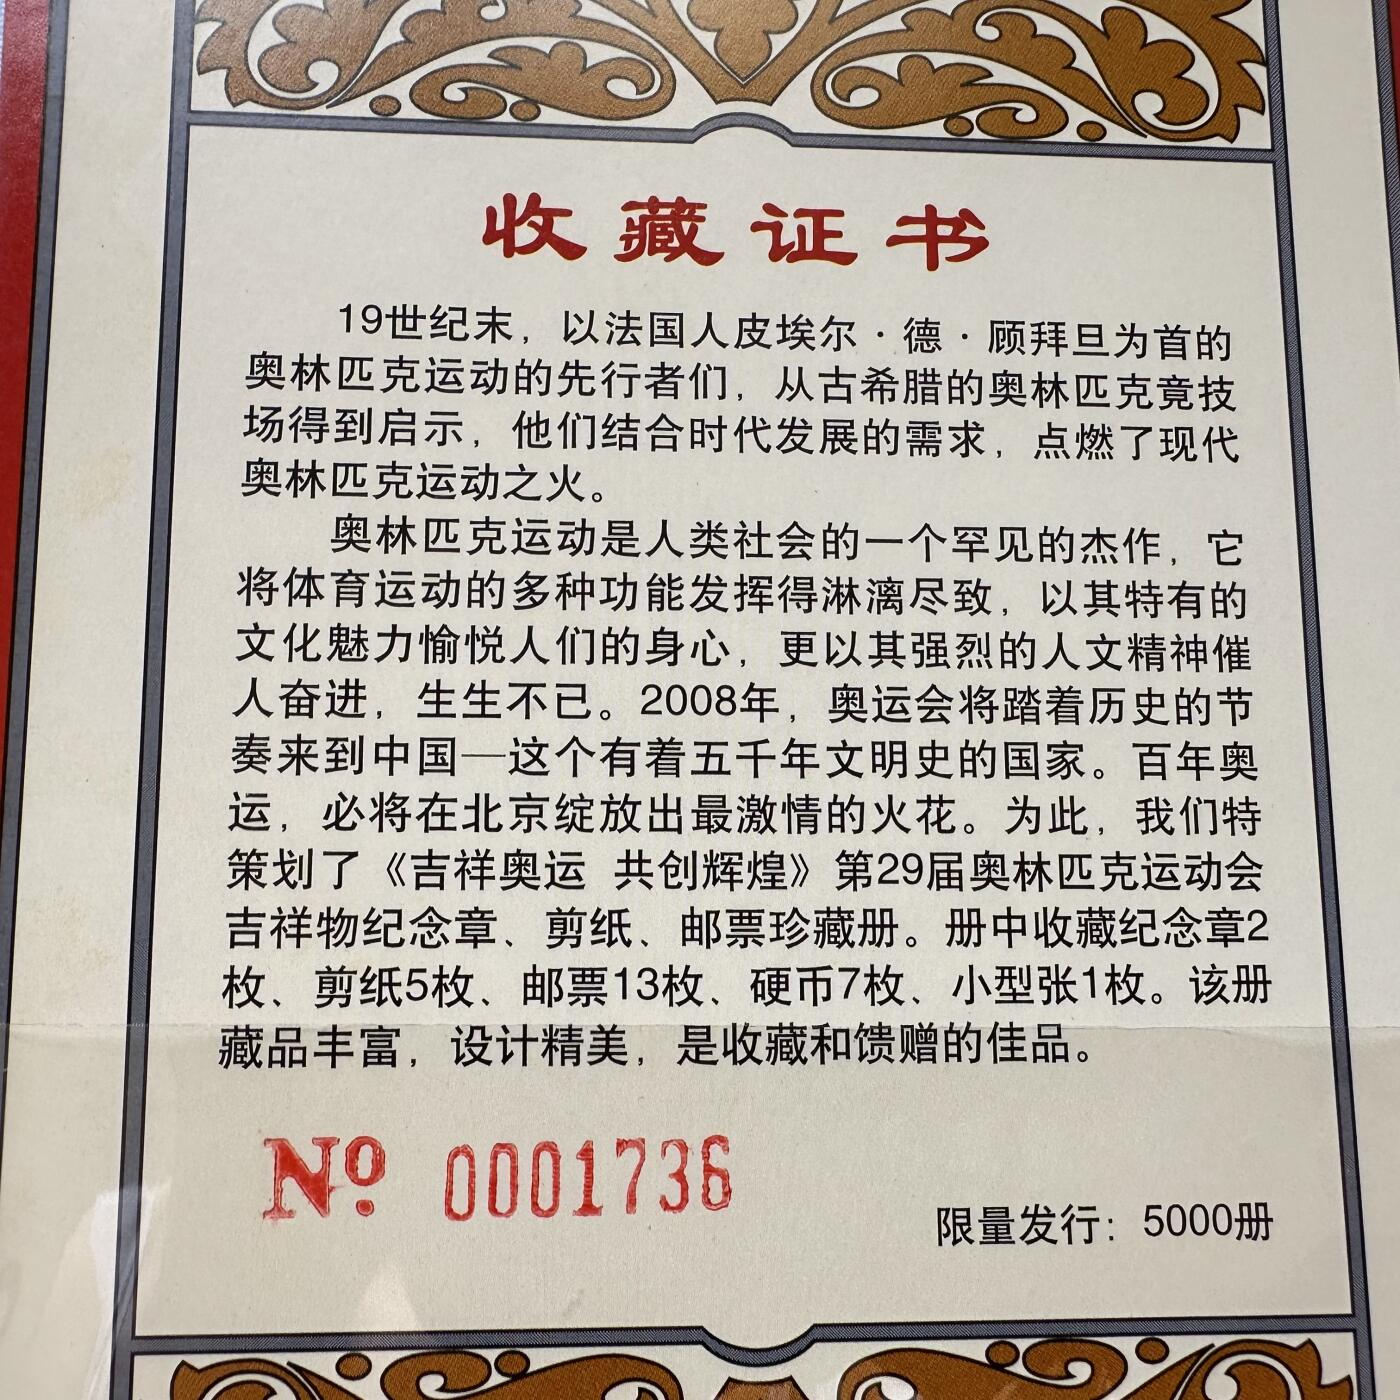 收藏证书
19世纪末，以法国人皮埃尔·德·顾拜旦为首的
奥林匹克运动的先行者们，从古希腊的奥林匹克竟技
场得到启示，他们结合时代发展的需求，点燃了现代
奥林匹克运动之火。
奥林匹克运动是人类社会的一个罕见的杰作，它
将体育运动的多种功能发挥得淋漓尽致，以其特有的
文化魅力愉悦人们的身心，更以其强烈的人文精神催
人奋进，生生不已。2008年，奥运会将踏着历史的节
奏来到中国—这个有着五千年文明史的国家。百年奥
运，必将在北京绽放出最激情的火花。为此，我们特
策划了《吉祥奥运 共创辉煌》第29届奥林匹克运动会
吉祥物纪念章、剪纸、邮票珍藏册。册中收藏纪念章2
枚、剪纸5枚、邮票13枚、硬币7枚、小型张1枚。该册
藏品丰富，设计精美，是收藏和馈赠的佳品。
Nº 0001736
限量发行：5000册